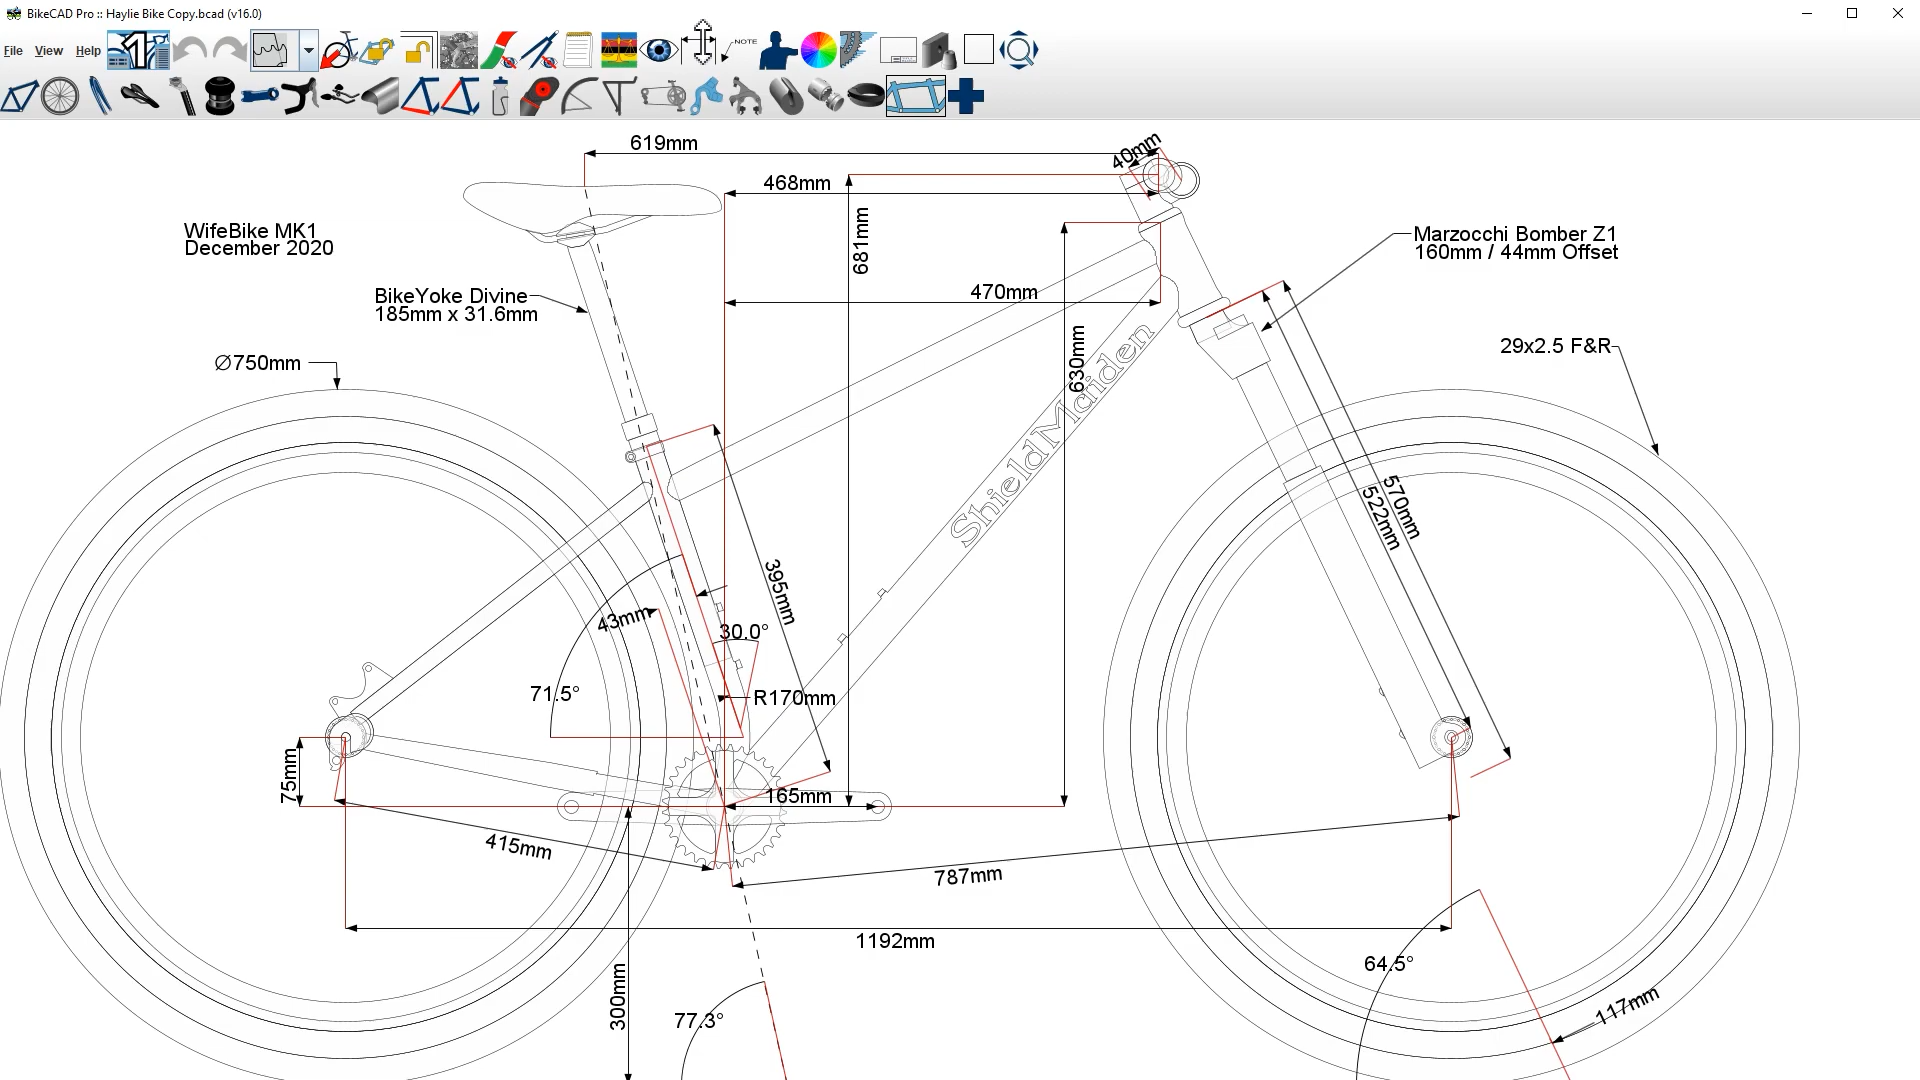 BikeCAD Pro :: Haylie Bike Copy.bcad (v16.0)
File View Help
1
NOTE
619mm
40mm
468mm
681mm
WifeBike MK1
December 2020
Marzocchi Bomber Z1
160mm / 44mm Offset
BikeYoke Divine
185mm x 31.6mm
470mm
630mm
29x2.5 F&R
Ø750mm
ShieldMaiden
570mm
522mm
395mm
43mm
30.0°
71.5°
R170mm
75mm
165mm
415mm
787mm
1192mm
64.5°
300mm
117mm
77.3°